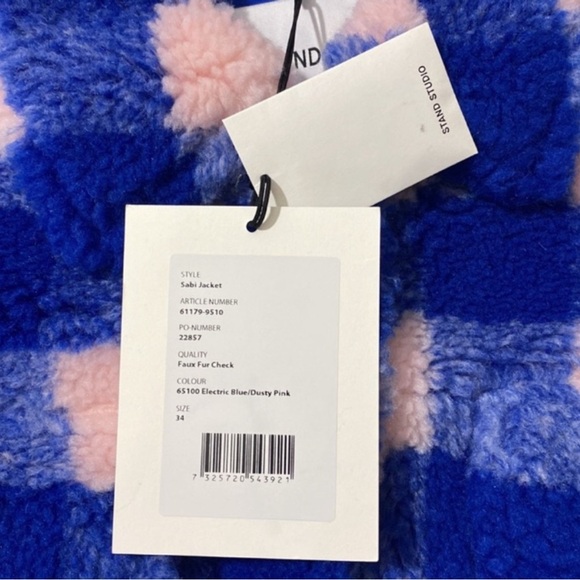 ND
STAND STUDIO
STYLE
Sabi Jacket
ARTICLE NUMBER
61179-9510
PO-NUMBER
22857
QUALITY
Faux Fur Check
COLOUR
65100 Electric Blue/Dusty Pink
SIZE
34
7 325720 543921